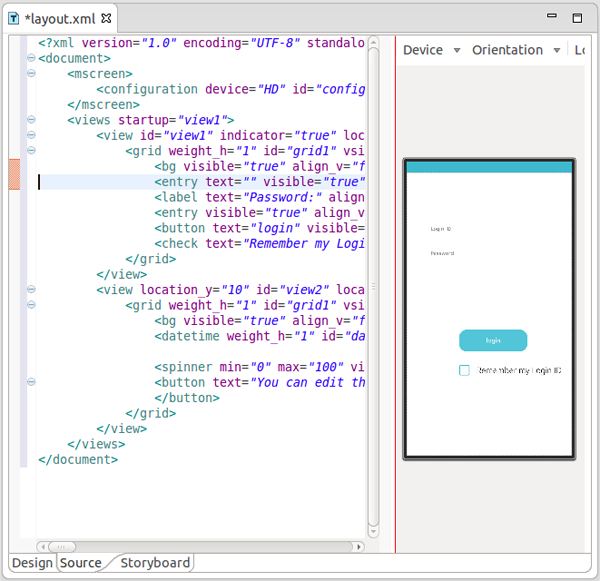 *layout.xml
<?xml version="1.0" encoding="UTF-8" standalo
<document>
<mscreen>
<configuration device="HD" id="config
</mscreen>
<views startup="view1">
<view id="view1" indicator="true" loc
<grid weight_h="1" id="grid1" vsi
<bg visible="true" align_v="f
<entry text="" visible="true"
<label text="Password:" align
<entry visible="true" align_v
<button text="login" visible=
<check text="Remember my Logi
</grid>
</view>
<view location_y="10" id="view2" loca
<grid weight_h="1" id="grid1" vsi
<bg visible="true" align_v="f
<datetime weight_h="1" id="da
<spinner min="0" max="100" vi
<button text="You can edit th
</button>
</grid>
</view>
</views>
</document>
Design Source Storyboard
Device Orientation Lo
Login ID
Password
login
Remember my Login ID